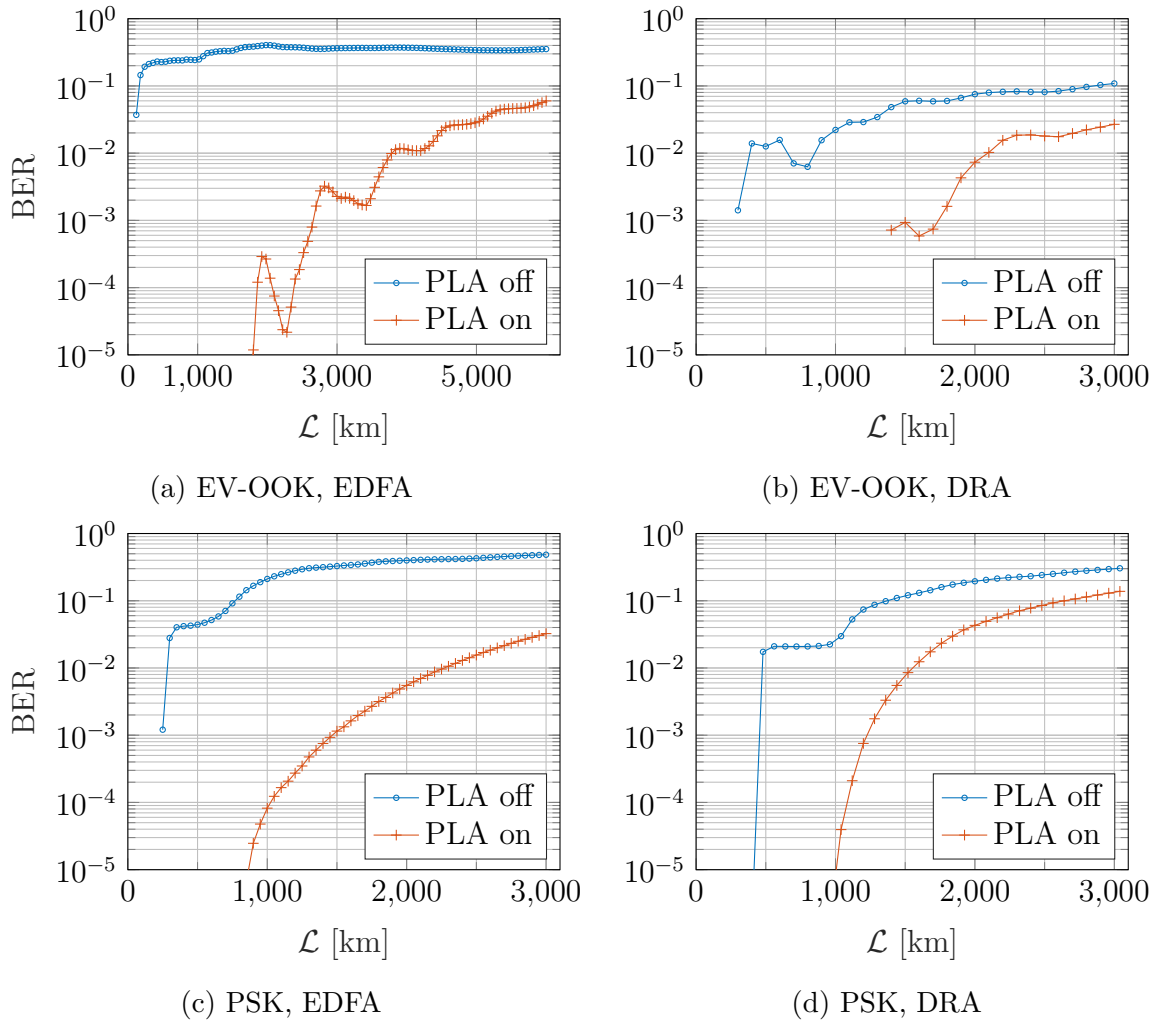 10^0
10^-1
10^-2
10^-3
10^-4
10^-5
BER
0 1,000 3,000 5,000
ℒ [km]
PLA off
PLA on
(a) EV-OOK, EDFA
10^0
10^-1
10^-2
10^-3
10^-4
10^-5
0 1,000 2,000 3,000
ℒ [km]
PLA off
PLA on
(b) EV-OOK, DRA
10^0
10^-1
10^-2
10^-3
10^-4
10^-5
BER
0 1,000 2,000 3,000
ℒ [km]
PLA off
PLA on
(c) PSK, EDFA
10^0
10^-1
10^-2
10^-3
10^-4
10^-5
0 1,000 2,000 3,000
ℒ [km]
PLA off
PLA on
(d) PSK, DRA